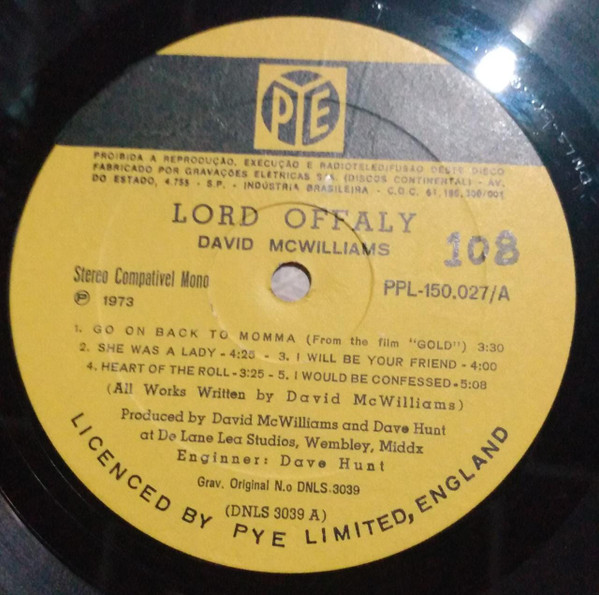 PYE
PROIBIDA A REPRODUÇÃO, EXECUÇÃO E RADIOTELEDIFUSÃO DESTE DISCO
FABRICADO POR GRAVAÇÕES ELÉTRICAS S/A. (DISCOS CONTINENTAL) - AV.
DO ESTADO, 4.755 - S.P. - INDÚSTRIA BRASILEIRA - C.G.C.
LORD OFFALY
DAVID MCWILLIAMS
108
Stereo Compatível Mono
PPL-150.027/A
Ⓟ 1973
1. GO ON BACK TO MOMMA (From the film "GOLD") 3:30
2. SHE WAS A LADY - 4:25 - 3. I WILL BE YOUR FRIEND - 4:00
4. HEART OF THE ROLL - 3:25 - 5. I WOULD BE CONFESSED - 5:08
(All Works Written by David McWilliams)
Produced by David McWilliams and Dave Hunt
at De Lane Lea Studios, Wembley, Middx
Enginner: Dave Hunt
Grav. Original N.o DNLS.3039
(DNLS 3039 A)
LICENCED BY PYE LIMITED, ENGLAND